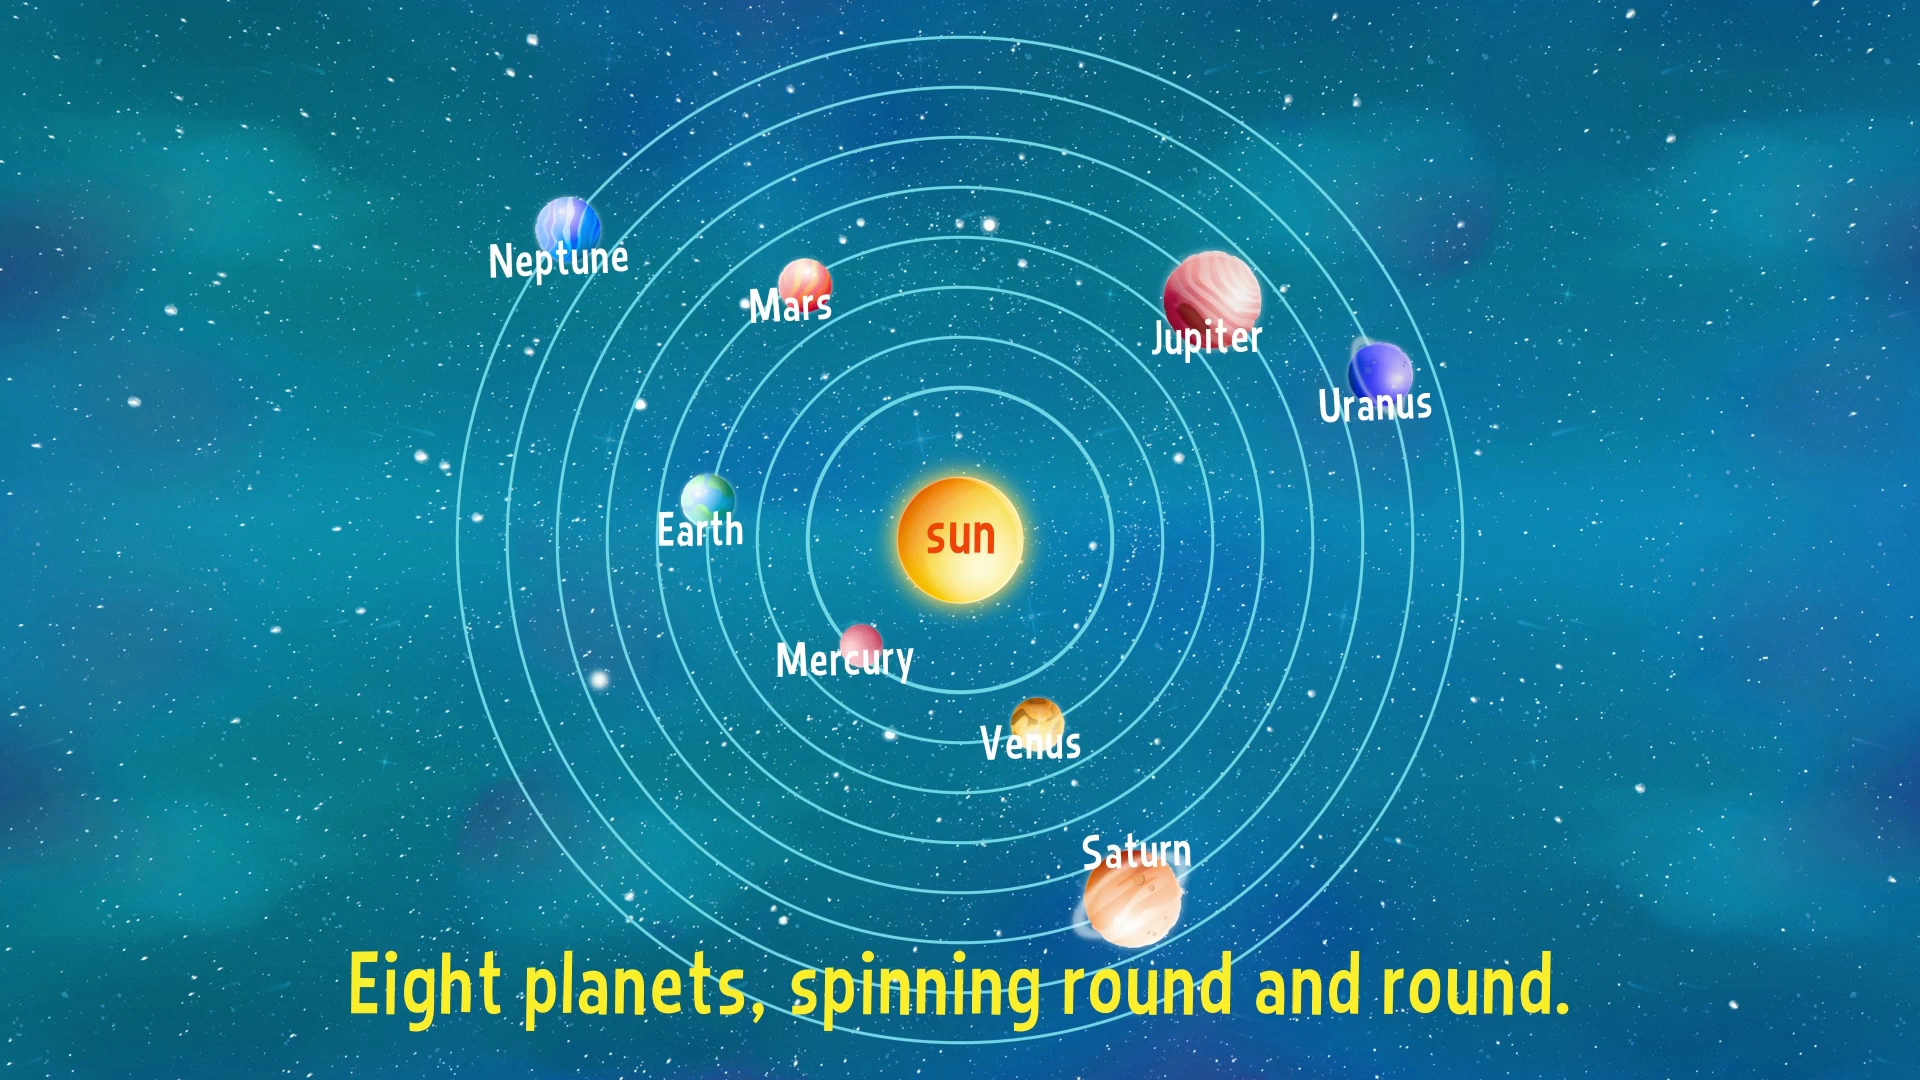 Neptune
Mars
Jupiter
Uranus
Earth
sun
Mercury
Venus
Saturn
Eight planets, spinning round and round.